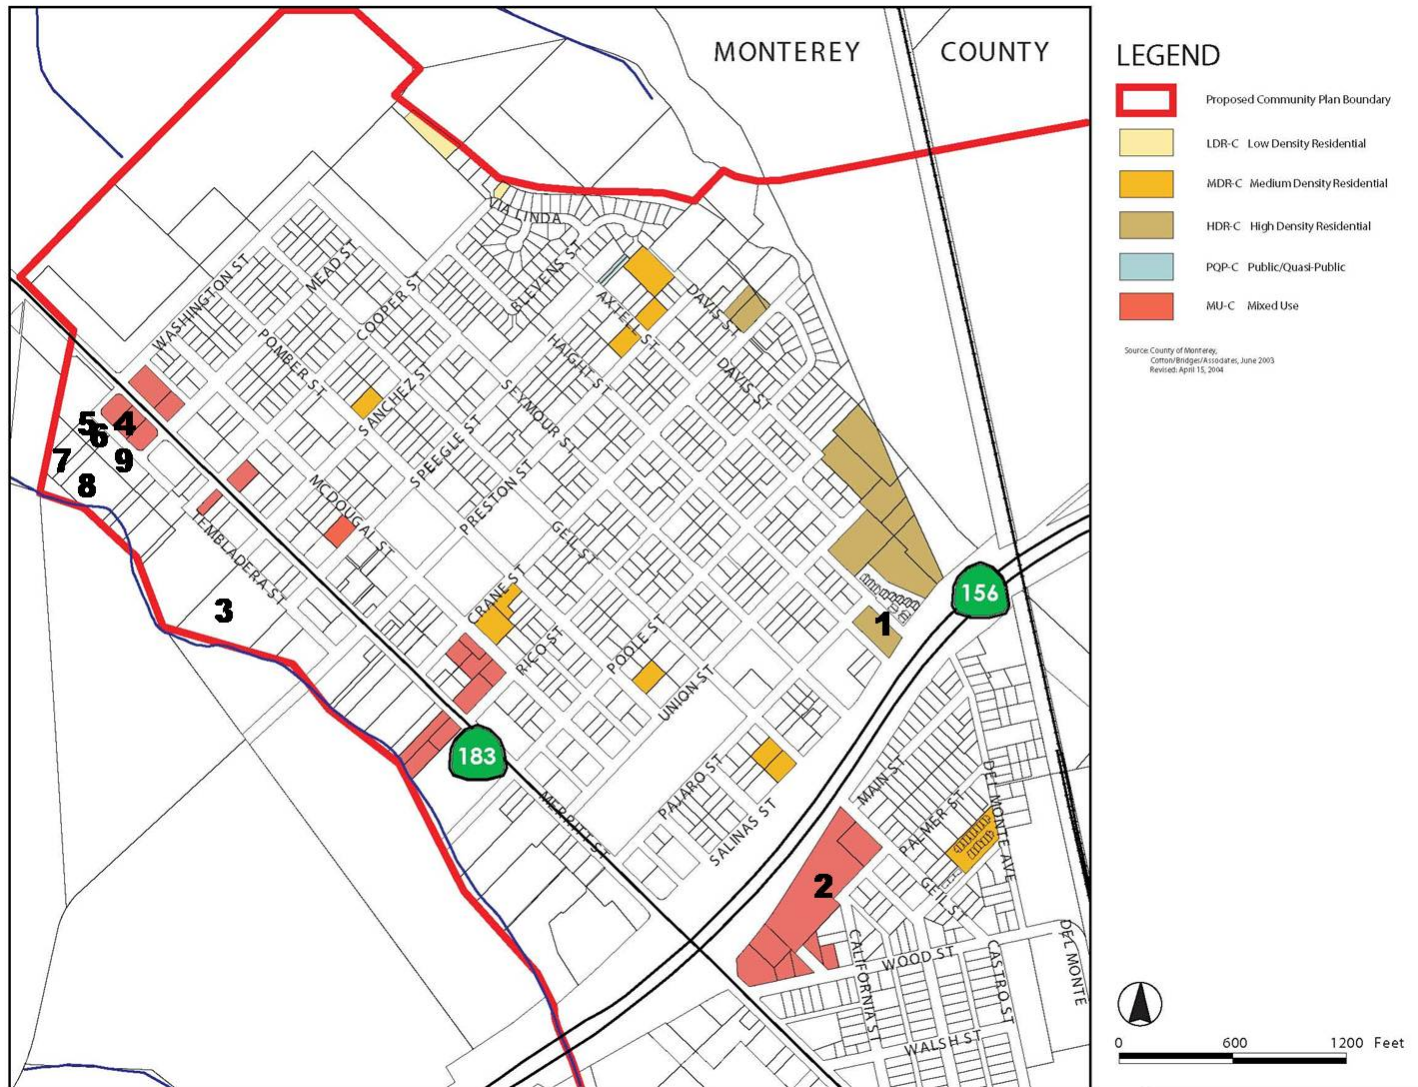 MONTEREY COUNTY
LEGEND
Proposed Community Plan Boundary
LDR-C Low Density Residential
MDR-C Medium Density Residential
HDR-C High Density Residential
PQP-C Public/Quasi-Public
MU-C Mixed Use
Source: County of Monterey,
Cotton/Bridges/Associates, June 2003
Revised: April 15, 2004
VIA LINDA
WASHINGTON ST
MEAD ST
COOPER S
BLEVENS ST
AXTELL ST
DAVIS ST
POMBER ST
HAIGHT ST
DAVIS ST
SANCHEZ S
SEYMOUR ST
SPEEGLE ST
5
6
4
7
9
8
MCDOUGAL ST
PRESTON ST
GEIL ST
TEMBLADERA ST
3
CRANE ST
RICO ST
POOLE ST
UNION ST
1
156
183
MERRITT ST
PAJARO ST
SALINAS ST
MAIN ST
PALMER ST
DEL MONTE AVE
GEIL S
2
CALIFORNIA ST
WOOD ST
CASTRO ST
DEL MONTE
WALSH ST
0 600 1200 Feet